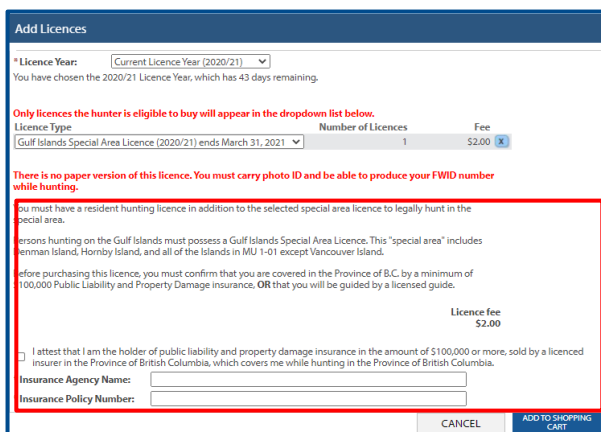 Add Licences
* Licence Year: Current Licence Year (2020/21)
You have chosen the 2020/21 Licence Year, which has 43 days remaining.
Only licences the hunter is eligible to buy will appear in the dropdown list below.
Licence Type Number of Licences Fee
Gulf Islands Special Area Licence (2020/21) ends March 31, 2021 1 $2.00 X
There is no paper version of this licence. You must carry photo ID and be able to produce your FWID number
while hunting.
You must have a resident hunting licence in addition to the selected special area licence to legally hunt in the
special area.
Persons hunting on the Gulf Islands must possess a Gulf Islands Special Area Licence. This "special area" includes
Denman Island, Hornby Island, and all of the Islands in MU 1-01 except Vancouver Island.
Before purchasing this licence, you must confirm that you are covered in the Province of B.C. by a minimum of
$100,000 Public Liability and Property Damage insurance, OR that you will be guided by a licensed guide.
Licence fee
$2.00
I attest that I am the holder of public liability and property damage insurance in the amount of $100,000 or more, sold by a licenced
insurer in the Province of British Columbia, which covers me while hunting in the Province of British Columbia.
Insurance Agency Name:
Insurance Policy Number:
CANCEL
ADD TO SHOPPING
CART